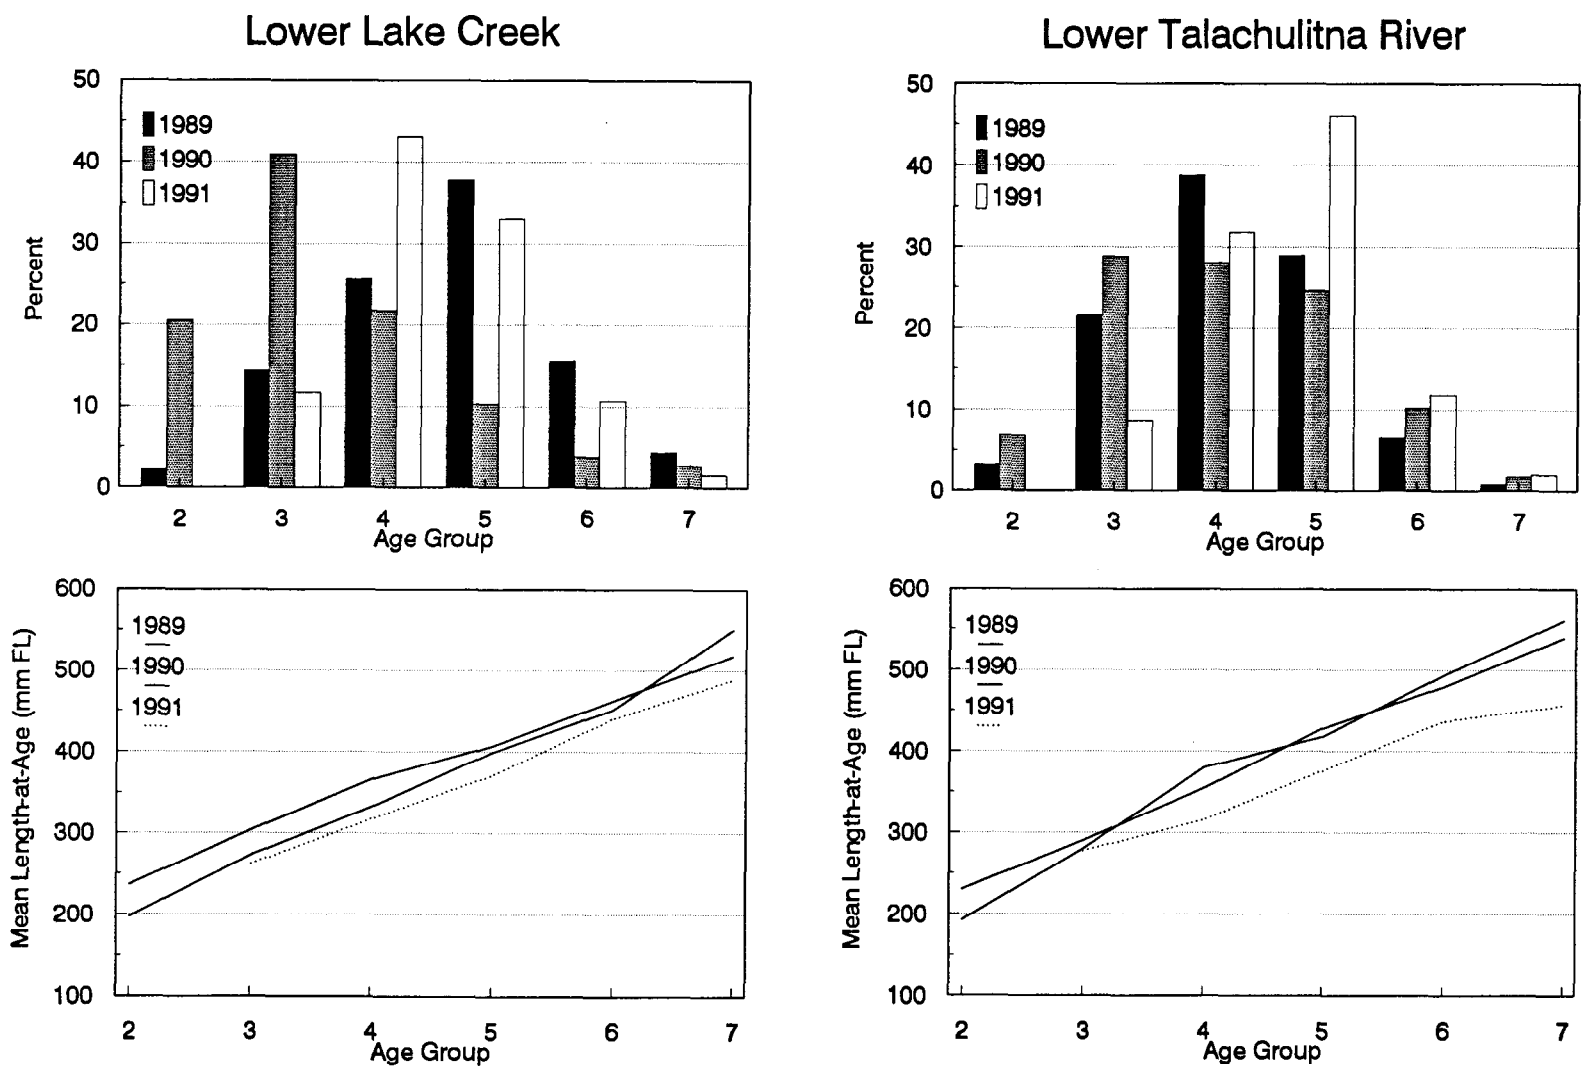 Lower Lake Creek
50
40
30
20
10
0
Percent
1989
1990
1991
2 3 4 5 6 7
Age Group
Lower Talachulitna River
50
40
30
20
10
0
Percent
1989
1990
1991
2 3 4 5 6 7
Age Group
600
500
400
300
200
100
Mean Length-at-Age (mm FL)
1989
1990
1991
2 3 4 5 6 7
Age Group
600
500
400
300
200
100
Mean Length-at-Age (mm FL)
1989
1990
1991
2 3 4 5 6 7
Age Group